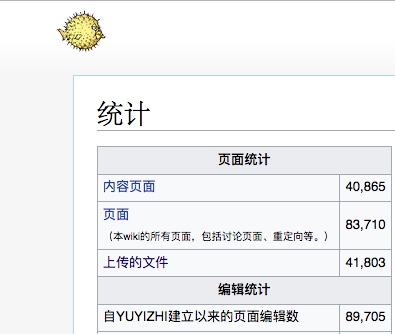 统计
页面统计
内容页面 40,865
页面 83,710
（本wiki的所有页面，包括讨论页面、重定向等。）
上传的文件 41,803
编辑统计
自YUYIZHI建立以来的页面编辑数 89,705